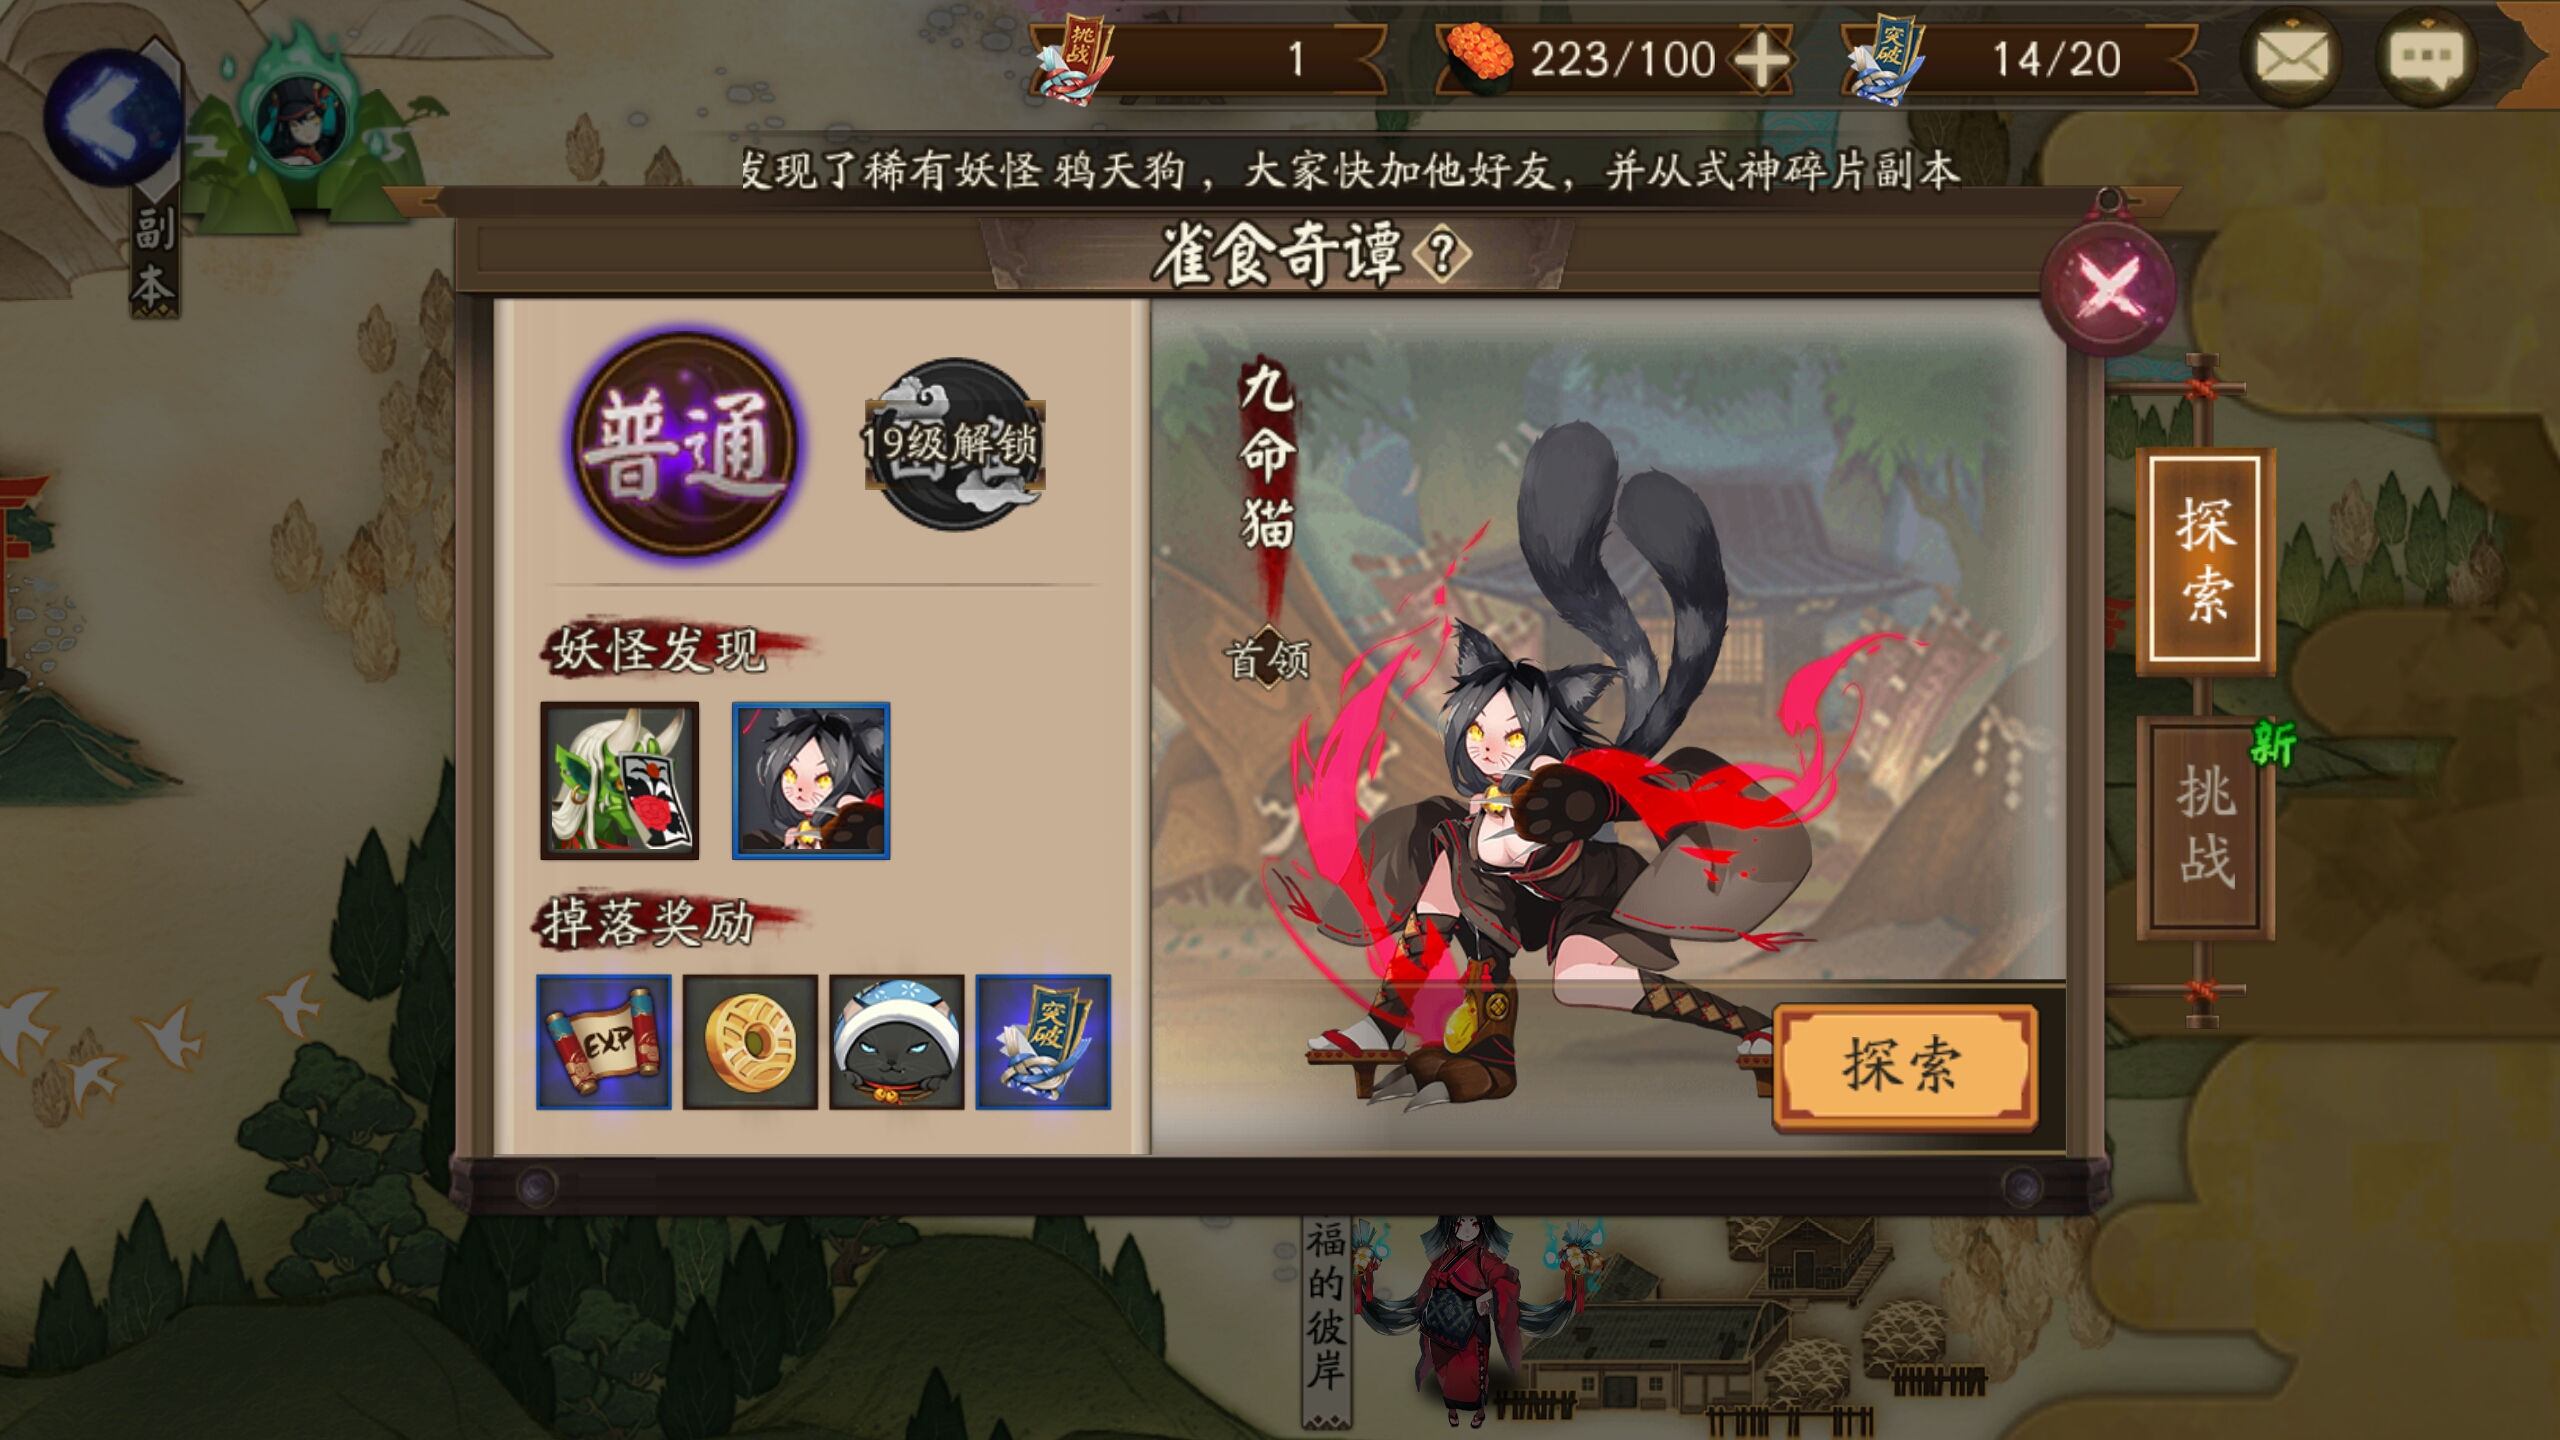 挑战
1
223/100
突破
14/20
副本
发现了稀有妖怪 鸦天狗，大家快加他好友，并从式神碎片副本
雀食奇谭?
普通
19级解锁
九命猫
首领
妖怪发现
掉落奖励
EXP
突破
探索
探索
新
挑战
福的彼岸